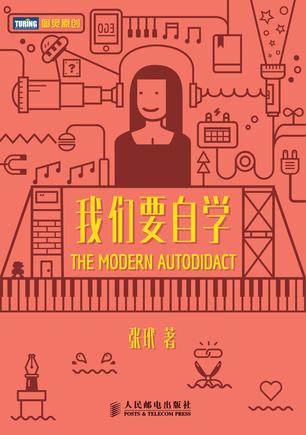 TURING
图灵原创
我们要自学
THE MODERN AUTODIDACT
张玳 著
人民邮电出版社
POSTS & TELECOM PRESS